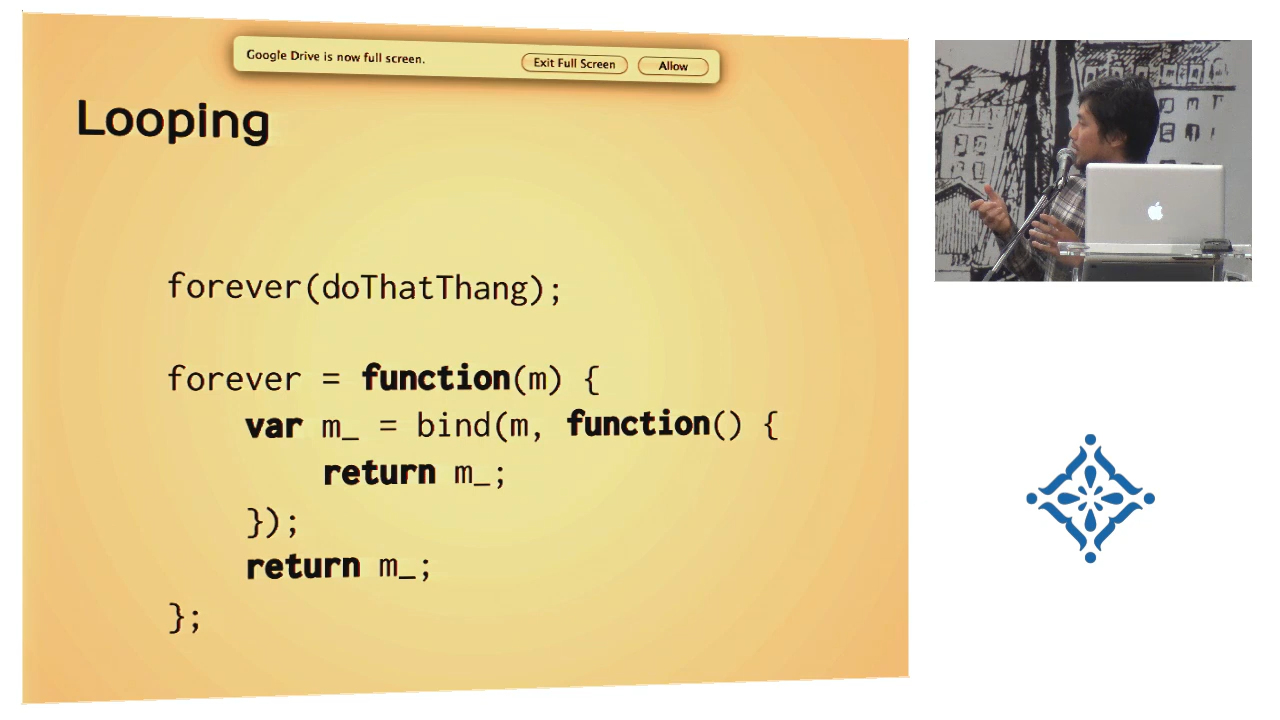 Google Drive is now full screen.
Exit Full Screen
Allow
Looping
forever(doThatThang);
forever = function(m) {
var m_ = bind(m, function() {
return m_;
});
return m_;
};